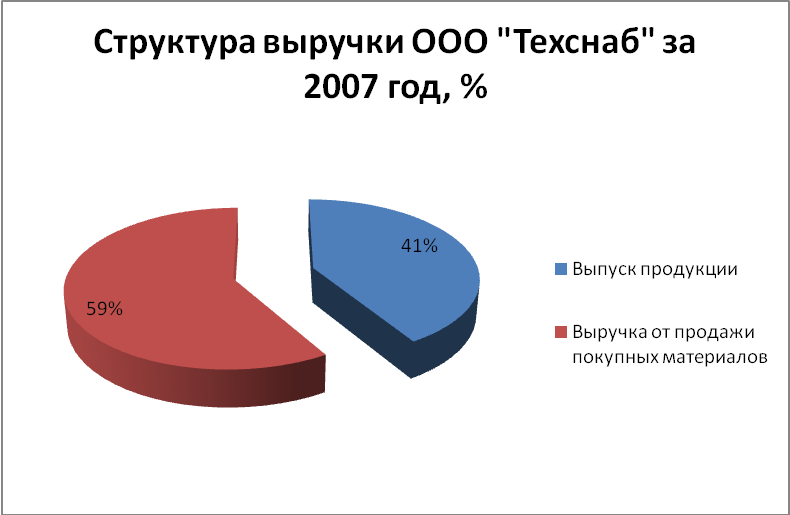 Структура выручки ООО "Техснаб" за
2007 год, %
41%
59%
Выпуск продукции
Выручка от продажи
покупных материалов